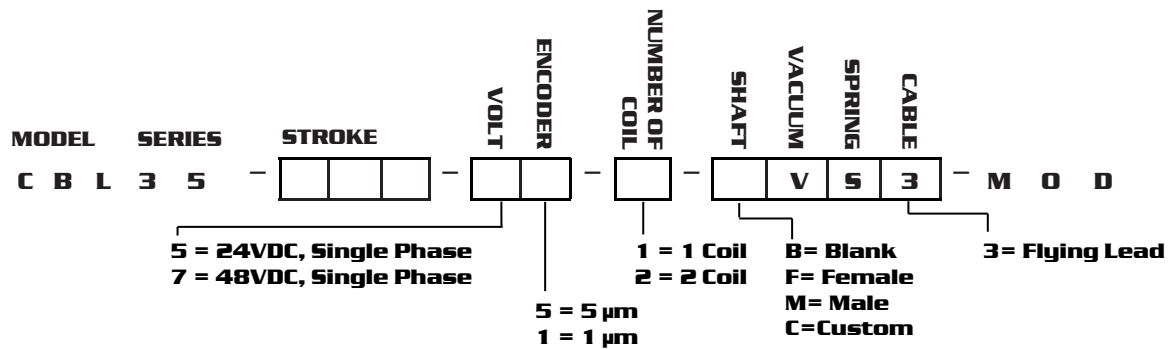 NUMBER OF
COIL
VOLT
ENCODER
SHAFT
VACUUM
SPRING
CABLE
MODEL SERIES STROKE
C B L 3 5 - - - - V S 3 - M O D
5 = 24VDC, Single Phase
7 = 48VDC, Single Phase
5 = 5 µm
1 = 1 µm
1 = 1 Coil
2 = 2 Coil
B= Blank
F= Female
M= Male
C=Custom
3= Flying Lead